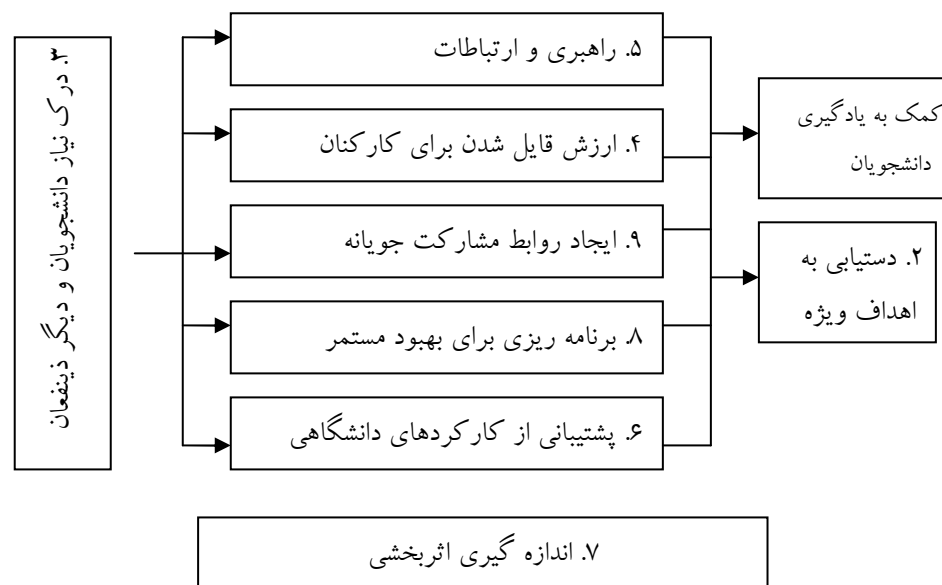 ۳. درک نیاز دانشجویان و دیگر ذینفعان
۵. راهبری و ارتباطات
۴. ارزش قایل شدن برای کارکنان
۹. ایجاد روابط مشارکت جویانه
۸. برنامه ریزی برای بهبود مستمر
۶. پشتیبانی از کارکردهای دانشگاهی
کمک به یادگیری
دانشجویان
۲. دستیابی به
اهداف ویژه
۷. اندازه گیری اثربخشی